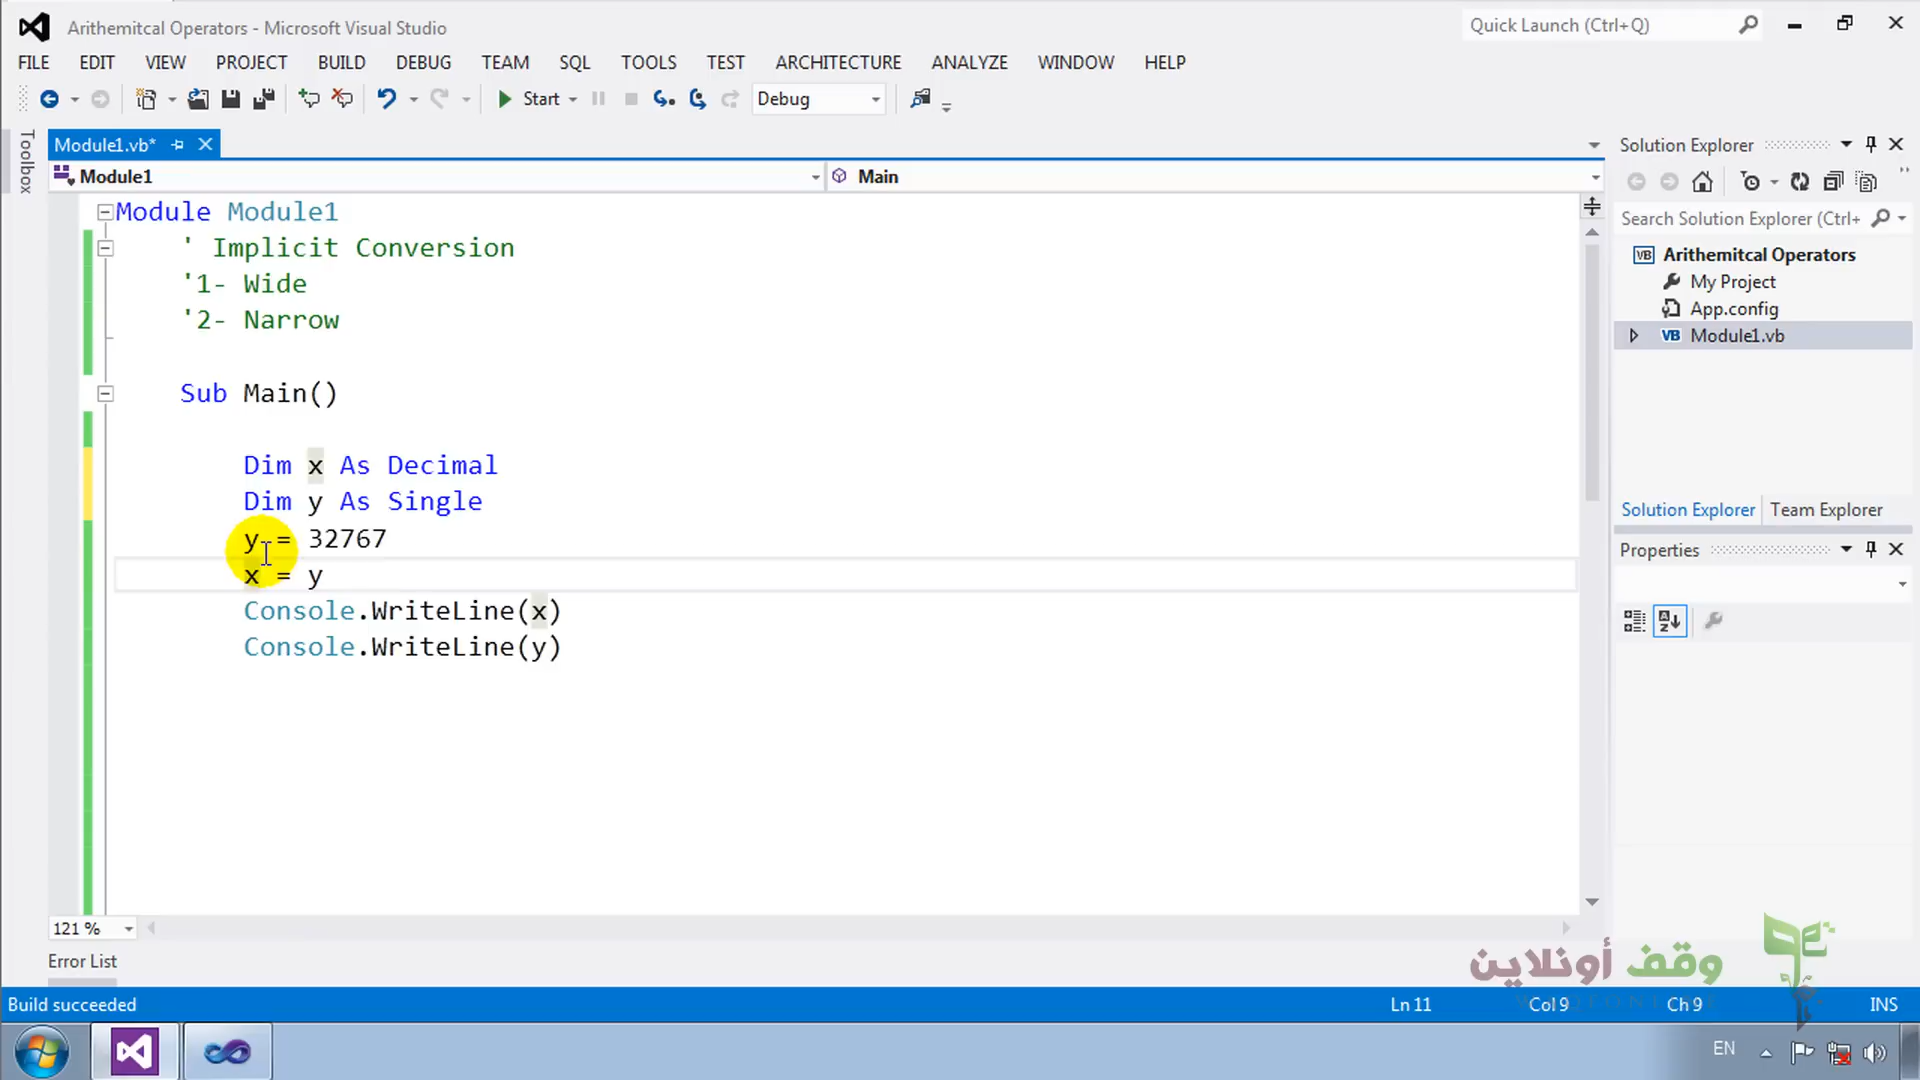 Arithemitcal Operators - Microsoft Visual Studio
Quick Launch (Ctrl+Q)
FILE EDIT VIEW PROJECT BUILD DEBUG TEAM SQL TOOLS TEST ARCHITECTURE ANALYZE WINDOW HELP
Start Debug
Toolbox
Module1.vb*
Module1 Main
Module Module1
' Implicit Conversion
'1- Wide
'2- Narrow
Sub Main()
Dim x As Decimal
Dim y As Single
y = 32767
x = y
Console.WriteLine(x)
Console.WriteLine(y)
121 %
Error List
Solution Explorer
Search Solution Explorer (Ctrl+
VB Arithemitcal Operators
My Project
App.config
VB Module1.vb
Solution Explorer Team Explorer
Properties
وقف أونلاين
Build succeeded Ln 11 Col 9 Ch 9 INS
EN